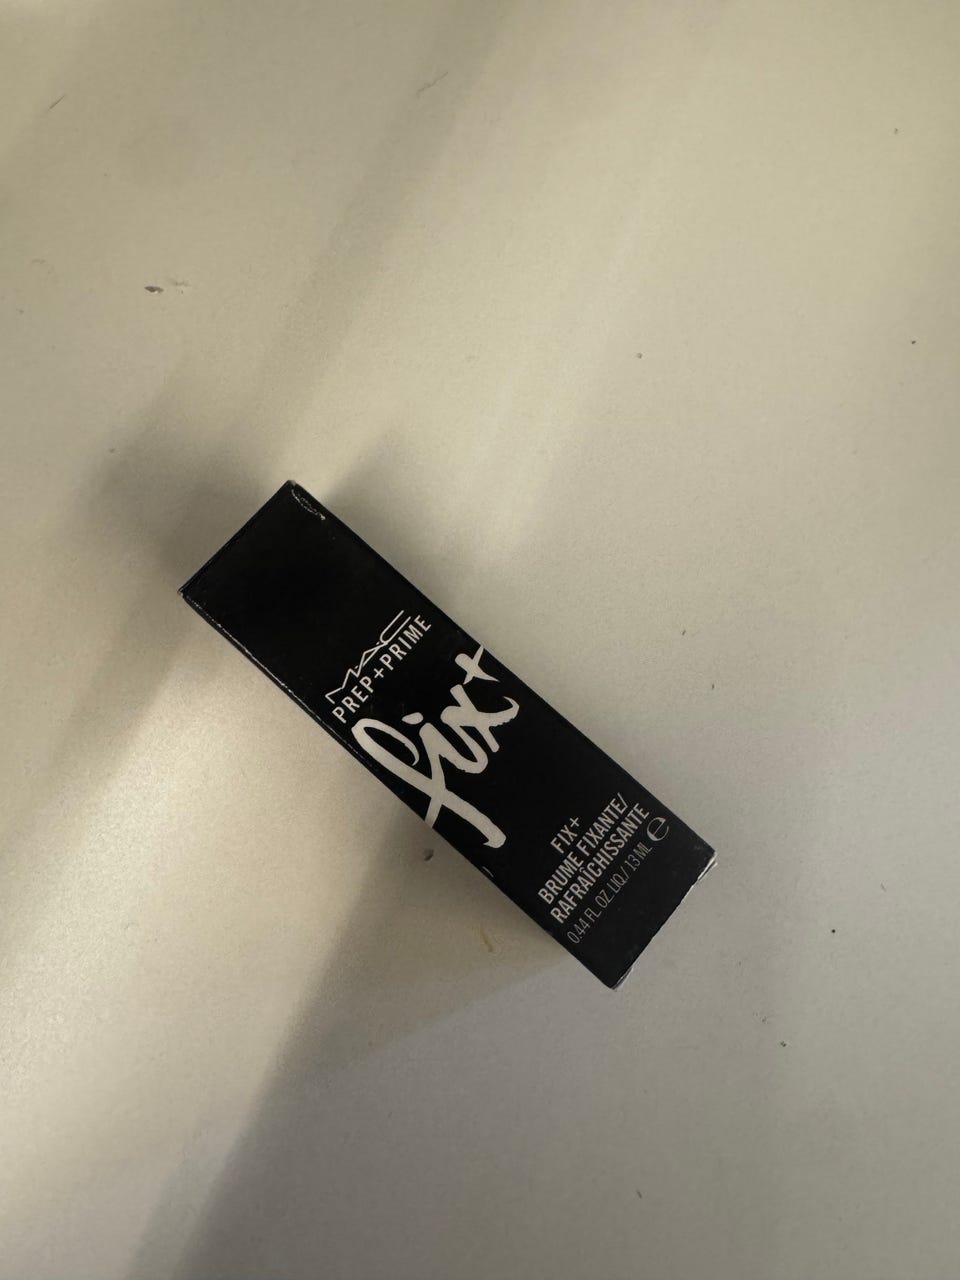 MAC
PREP+PRIME
fix+
FIX+
BRUME FIXANTE/
RAFRAÎCHISSANTE
0.44 FL OZ LIQ/13 ML ℮